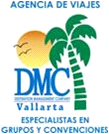 AGENCIA DE VIAJES
DMC
DESTINATION MANAGEMENT COMPANY
Vallarta
ESPECIALISTAS EN
GRUPOS Y CONVENCIONES